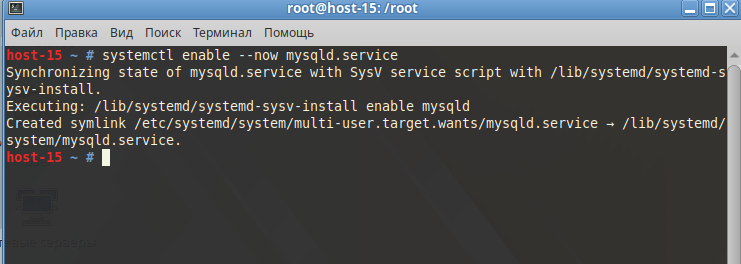 root@host-15: /root
Файл Правка Вид Поиск Терминал Помощь
host-15 ~ # systemctl enable --now mysqld.service
Synchronizing state of mysqld.service with SysV service script with /lib/systemd/systemd-s
ysv-install.
Executing: /lib/systemd/systemd-sysv-install enable mysqld
Created symlink /etc/systemd/system/multi-user.target.wants/mysqld.service → /lib/systemd/
system/mysqld.service.
host-15 ~ #